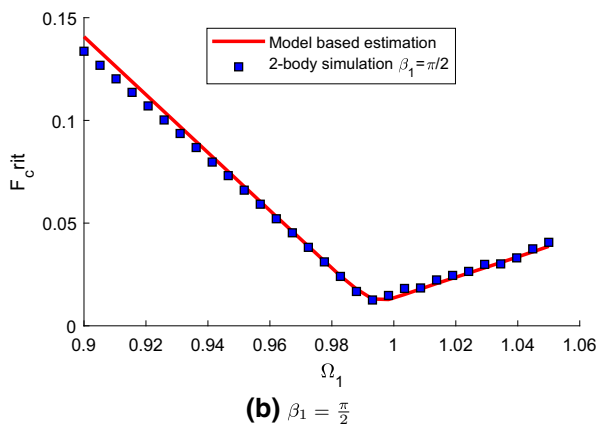 0.15
Model based estimation
2-body simulation β₁=π/2
0.1
F_crit
0.05
0
0.9
0.92
0.94
0.96
0.98
1
1.02
1.04
1.06
Ω₁
(b) β₁ = π/2